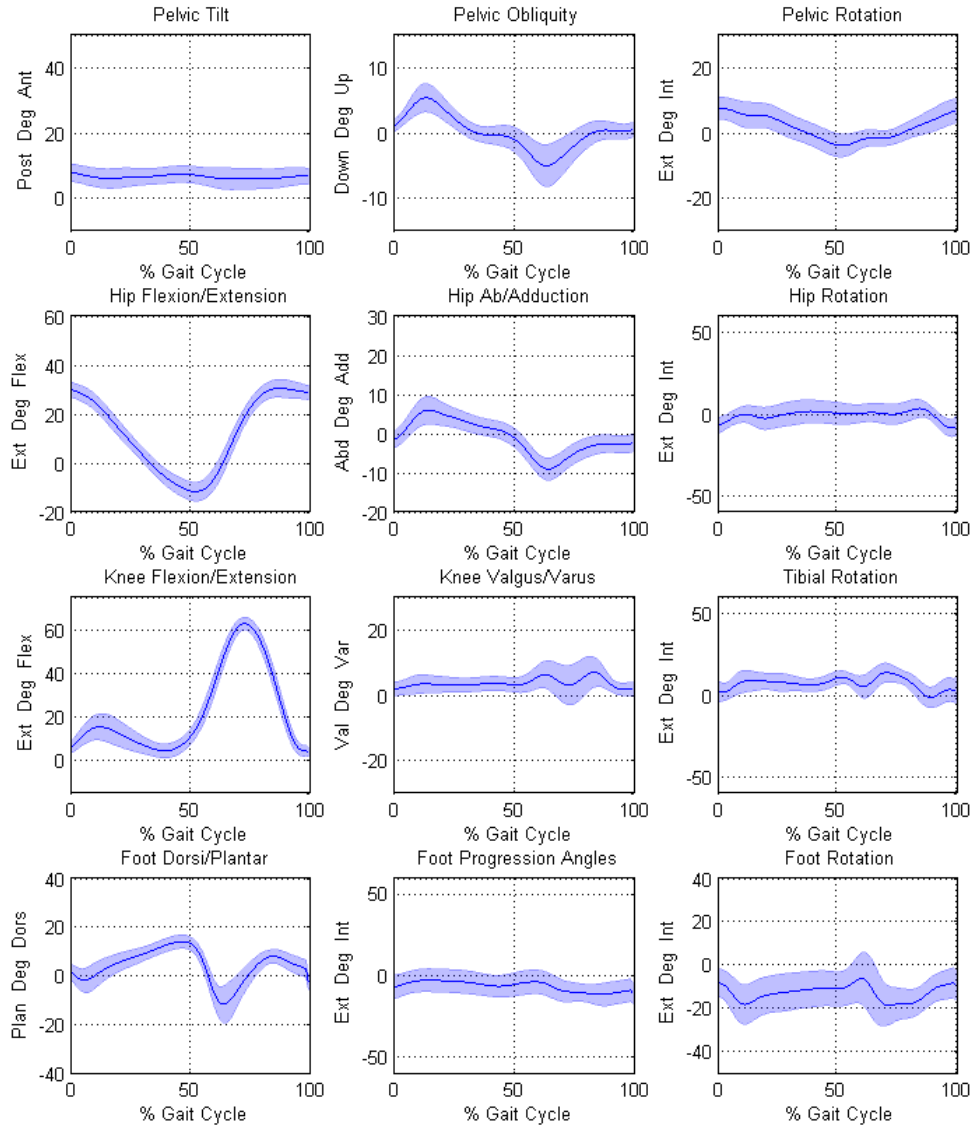 Pelvic Tilt
Post Deg Ant
40
20
0
0 50 100
% Gait Cycle
Pelvic Obliquity
Down Deg Up
10
0
-10
0 50 100
% Gait Cycle
Pelvic Rotation
Ext Deg Int
20
0
-20
0 50 100
% Gait Cycle
Hip Flexion/Extension
Ext Deg Flex
60
40
20
0
-20
0 50 100
% Gait Cycle
Hip Ab/Adduction
Abd Deg Add
30
20
10
0
-10
-20
0 50 100
% Gait Cycle
Hip Rotation
Ext Deg Int
50
0
-50
0 50 100
% Gait Cycle
Knee Flexion/Extension
Ext Deg Flex
60
40
20
0
0 50 100
% Gait Cycle
Knee Valgus/Varus
Val Deg Var
20
0
-20
0 50 100
% Gait Cycle
Tibial Rotation
Ext Deg Int
50
0
-50
0 50 100
% Gait Cycle
Foot Dorsi/Plantar
Plan Deg Dors
40
20
0
-20
-40
0 50 100
% Gait Cycle
Foot Progression Angles
Ext Deg Int
50
0
-50
0 50 100
% Gait Cycle
Foot Rotation
Ext Deg Int
40
20
0
-20
-40
0 50 100
% Gait Cycle